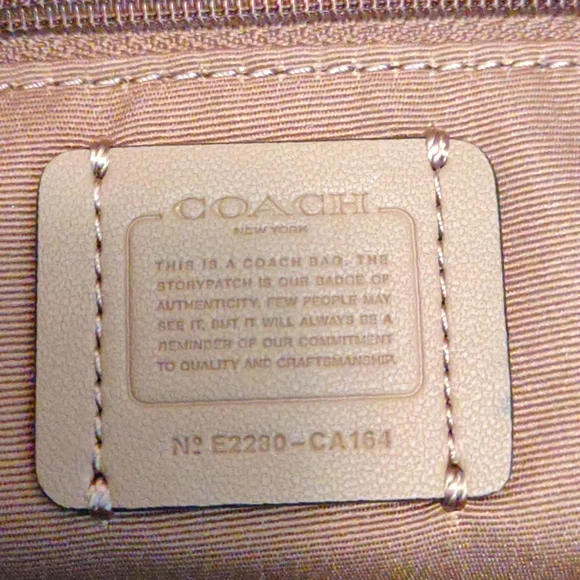 COACH
NEW YORK
THIS IS A COACH BAG. THE
STORYPATCH IS OUR BADGE OF
AUTHENTICITY. FEW PEOPLE MAY
SEE IT, BUT IT WILL ALWAYS BE A
REMINDER OF OUR COMMITMENT
TO QUALITY AND CRAFTSMANSHIP.
Nº E2280-CA164